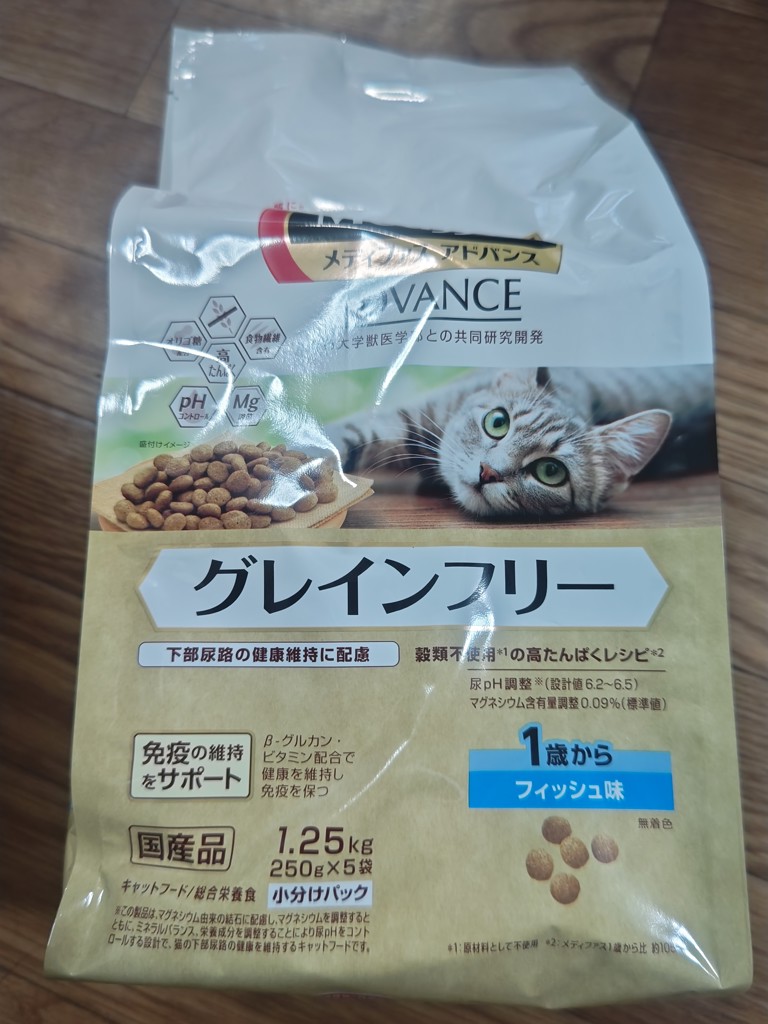 メディファス アドバンス
ADVANCE
大学獣医学部との共同研究開発
オリゴ糖
食物繊維
含有
高
たんぱく
pH
コントロール
Mg
盛付けイメージ
グレインフリー
下部尿路の健康維持に配慮
穀類不使用*1の高たんぱくレシピ*2
尿pH調整※(設計値6.2~6.5)
マグネシウム含有量調整0.09%(標準値)
免疫の維持
をサポート
β-グルカン・
ビタミン配合で
健康を維持し
免疫を保つ
1歳から
フィッシュ味
無着色
国産品
1.25kg
250g×5袋
キャットフード/総合栄養食
小分けパック
※この製品は、マグネシウム由来の結石に配慮し、マグネシウムを調整すると
ともに、ミネラルバランス、栄養成分を調整することにより尿pHをコント
ロールする設計で、猫の下部尿路の健康を維持するキャットフードです。
*1:原材料として不使用 *2:メディファス1歳から比